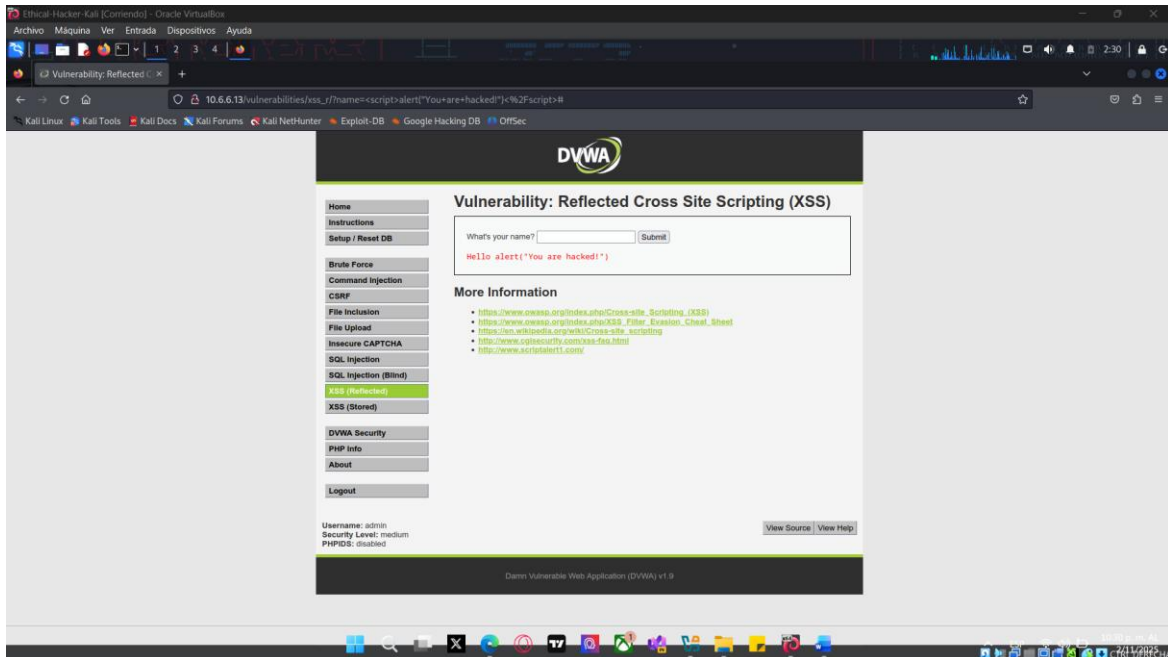 Ethical-Hacker-Kali [Corriendo] - Oracle VirtualBox
Archivo Máquina Ver Entrada Dispositivos Ayuda
1 2 3 4
2:30
Vulnerability: Reflected C
10.6.6.13/vulnerabilities/xss_r/?name=<script>alert("You+are+hacked!")<%2Fscript>#
Kali Linux Kali Tools Kali Docs Kali Forums Kali NetHunter Exploit-DB Google Hacking DB OffSec
DVWA
Home
Instructions
Setup / Reset DB
Brute Force
Command Injection
CSRF
File Inclusion
File Upload
Insecure CAPTCHA
SQL Injection
SQL Injection (Blind)
XSS (Reflected)
XSS (Stored)
DVWA Security
PHP Info
About
Logout
Vulnerability: Reflected Cross Site Scripting (XSS)
What's your name? Submit
Hello alert("You are hacked!")
More Information
https://www.owasp.org/index.php/Cross-site_Scripting_(XSS)
https://www.owasp.org/index.php/XSS_Filter_Evasion_Cheat_Sheet
https://en.wikipedia.org/wiki/Cross-site_scripting
http://www.cgisecurity.com/xss-faq.html
http://www.scriptalert1.com/
Username: admin
Security Level: medium
PHPIDS: disabled
View Source View Help
Damn Vulnerable Web Application (DVWA) v1.9